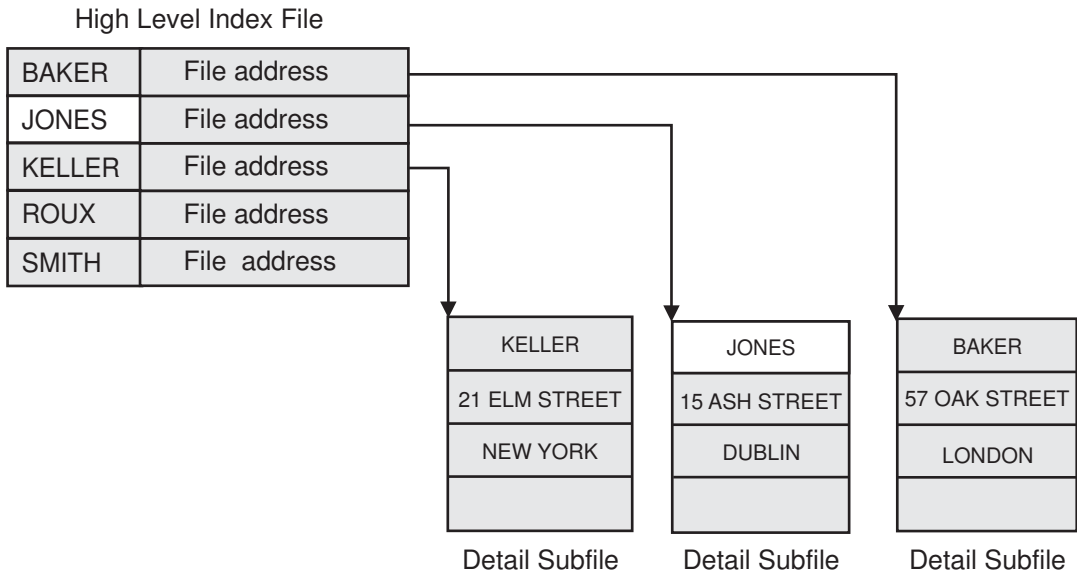 High Level Index File
BAKER File address
JONES File address
KELLER File address
ROUX File address
SMITH File address
KELLER
21 ELM STREET
NEW YORK
Detail Subfile
JONES
15 ASH STREET
DUBLIN
Detail Subfile
BAKER
57 OAK STREET
LONDON
Detail Subfile